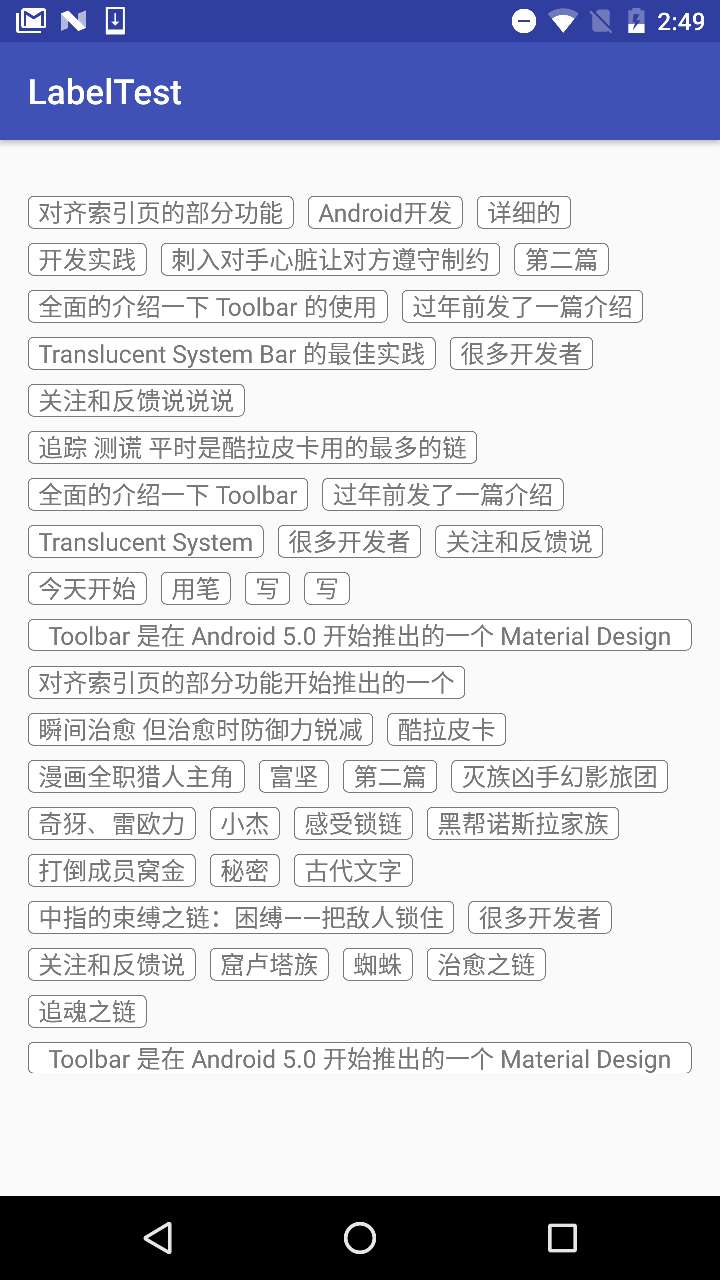 2:49
LabelTest
对齐索引页的部分功能 Android开发 详细的
开发实践 刺入对手心脏让对方遵守制约 第二篇
全面的介绍一下 Toolbar 的使用 过年前发了一篇介绍
Translucent System Bar 的最佳实践 很多开发者
关注和反馈说说说
追踪 测谎 平时是酷拉皮卡用的最多的链
全面的介绍一下 Toolbar 过年前发了一篇介绍
Translucent System 很多开发者 关注和反馈说
今天开始 用笔 写 写
Toolbar 是在 Android 5.0 开始推出的一个 Material Design
对齐索引页的部分功能开始推出的一个
瞬间治愈 但治愈时防御力锐减 酷拉皮卡
漫画全职猎人主角 富坚 第二篇 灭族凶手幻影旅团
奇犽、雷欧力 小杰 感受锁链 黑帮诺斯拉家族
打倒成员窝金 秘密 古代文字
中指的束缚之链：困缚——把敌人锁住 很多开发者
关注和反馈说 窟卢塔族 蜘蛛 治愈之链
追魂之链
Toolbar 是在 Android 5.0 开始推出的一个 Material Design